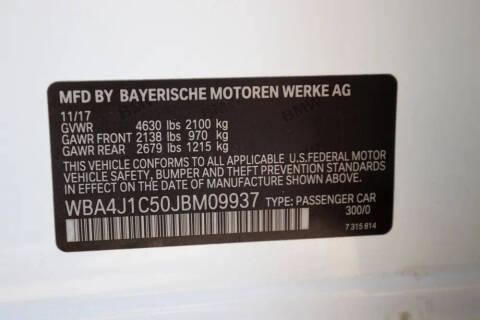 MFD BY BAYERISCHE MOTOREN WERKE AG
11/17
GVWR 4630 lbs 2100 kg
GAWR FRONT 2138 lbs 970 kg
GAWR REAR 2679 lbs 1215 kg
THIS VEHICLE CONFORMS TO ALL APPLICABLE U.S.FEDERAL MOTOR
VEHICLE SAFETY, BUMPER AND THEFT PREVENTION STANDARDS IN EFFECT
ON THE DATE OF MANUFACTURE SHOWN ABOVE.
WBA4J1C50JBM09937 TYPE: PASSENGER CAR
300/0
7 315 814